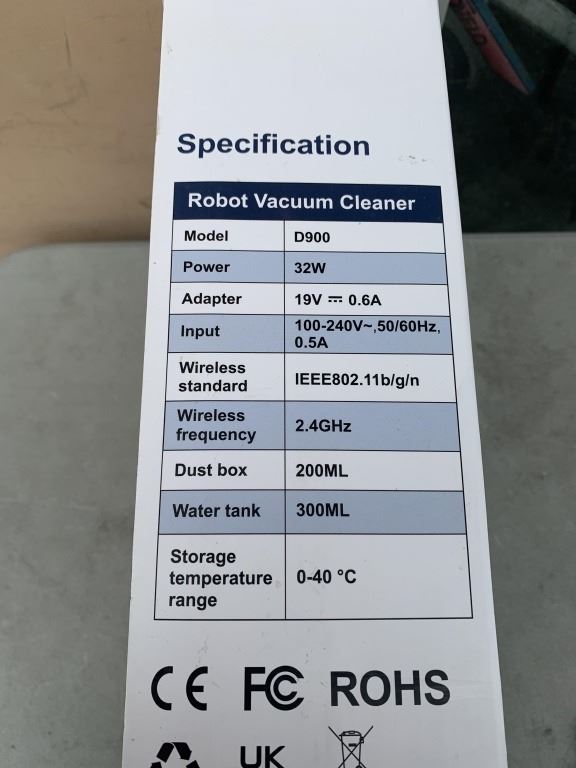 Specification
Robot Vacuum Cleaner
Model D900
Power 32W
Adapter 19V ⎓ 0.6A
Input 100-240V~,50/60Hz,
0.5A
Wireless
standard
IEEE802.11b/g/n
Wireless
frequency
2.4GHz
Dust box 200ML
Water tank 300ML
Storage
temperature
range
0-40 °C
CE FC ROHS
UK